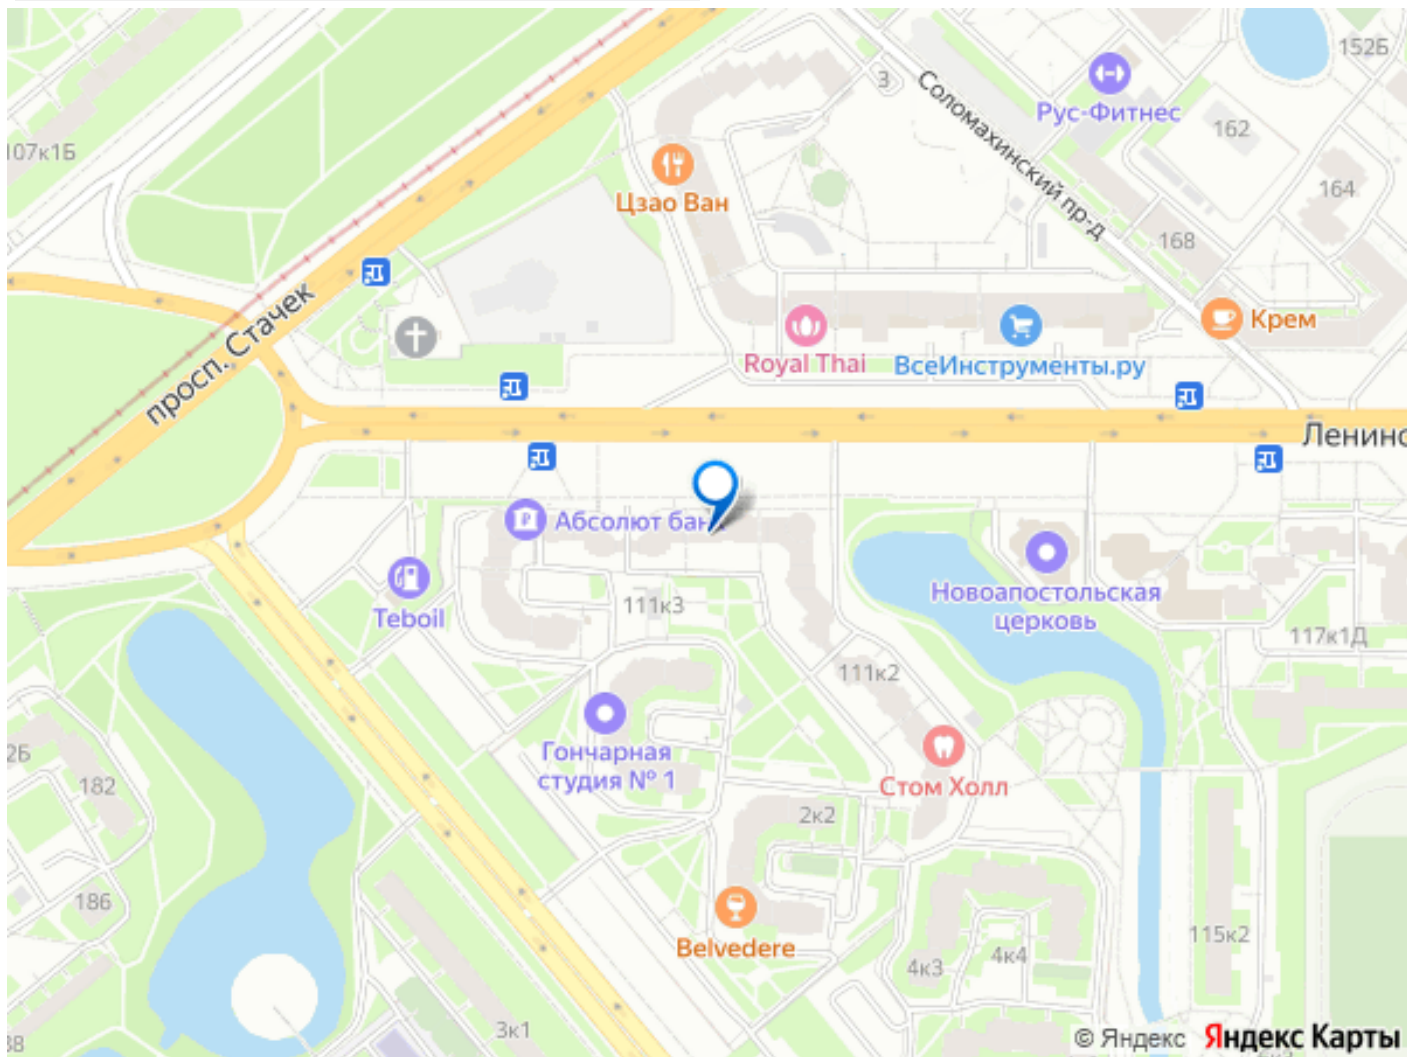 152Б
Рус-Фитнес
3
Соломахинский пр-д
162
107к1Б
164
Цзао Ван
168
просп. Стачек
Крем
Royal Thai
ВсеИнструменты.ру
Ленинс
Абсолют банк
Teboil
111к3
Новоапостольская
церковь
117к1Д
111к2
Гончарная
студия № 1
2Б
182
Стом Холл
2к2
186
Belvedere
115к2
4к3
4к4
3к1
38
© Яндекс Яндекс Карты